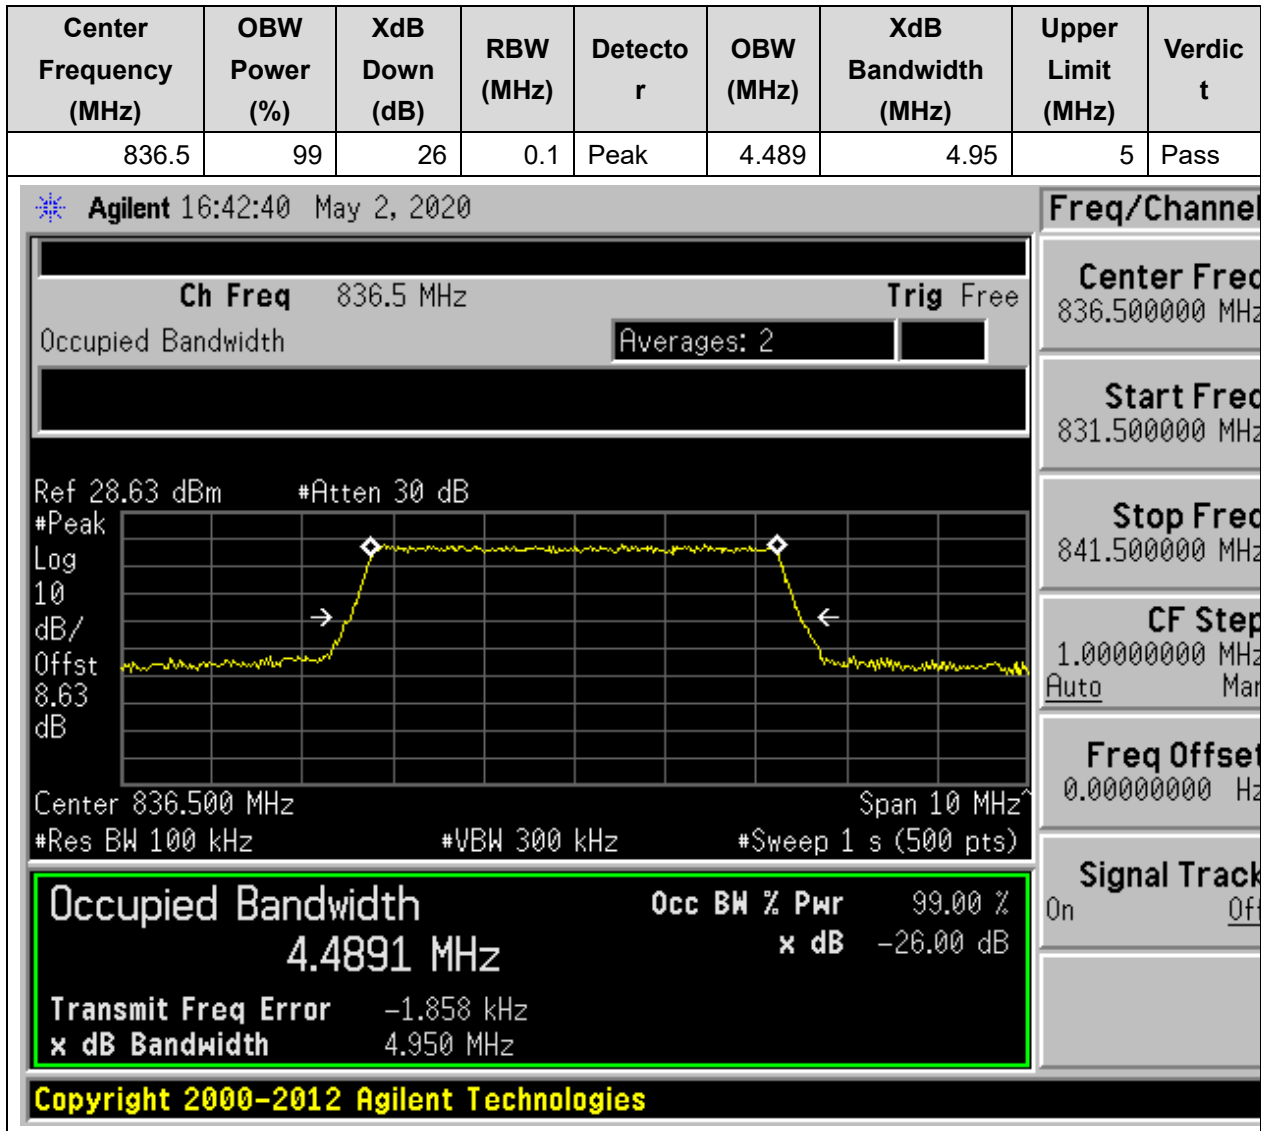 Center Frequency (MHz) OBW Power (%) XdB Down (dB) RBW (MHz) Detecto r OBW (MHz) XdB Bandwidth (MHz) Upper Limit (MHz) Verdic t
836.5 99 26 0.1 Peak 4.489 4.95 5 Pass
Agilent 16:42:40 May 2, 2020
Freq/Channel
Ch Freq 836.5 MHz Trig Free
Occupied Bandwidth Averages: 2
Center Freq
836.500000 MHz
Start Freq
831.500000 MHz
Stop Freq
841.500000 MHz
CF Step
1.00000000 MHz
Auto Man
Freq Offset
0.00000000 Hz
Signal Track
On Off
Ref 28.63 dBm #Atten 30 dB
#Peak
Log
10
dB/
Offst
8.63
dB
Center 836.500 MHz Span 10 MHz^
#Res BW 100 kHz #VBW 300 kHz #Sweep 1 s (500 pts)
Occupied Bandwidth Occ BW % Pwr 99.00 %
4.4891 MHz x dB -26.00 dB
Transmit Freq Error -1.858 kHz
x dB Bandwidth 4.950 MHz
Copyright 2000-2012 Agilent Technologies